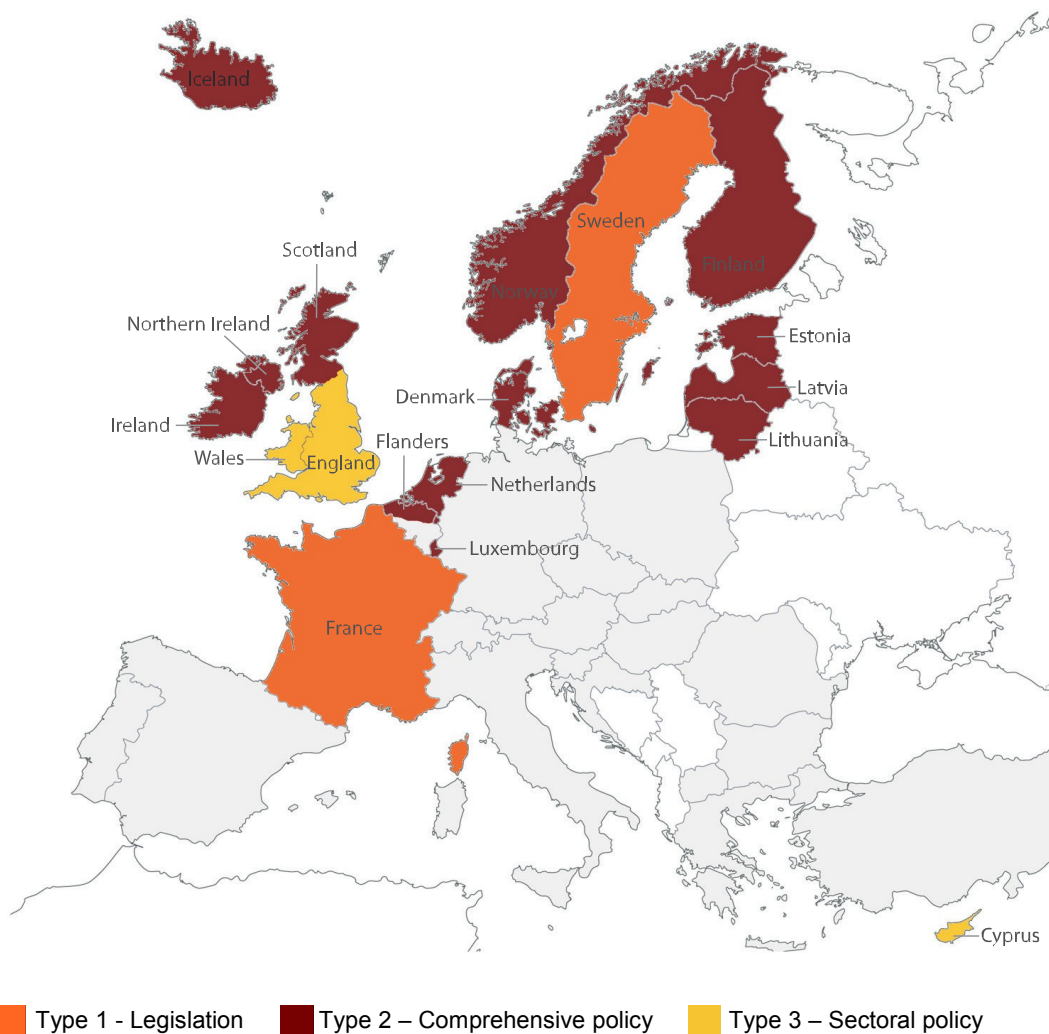 Iceland
Sweden
Scotland
Finland
Norway
Northern Ireland
Estonia
Latvia
Denmark
Ireland
Flanders
Lithuania
Wales
England
Netherlands
Luxembourg
France
Cyprus
Type 1 - Legislation
Type 2 – Comprehensive policy
Type 3 – Sectoral policy